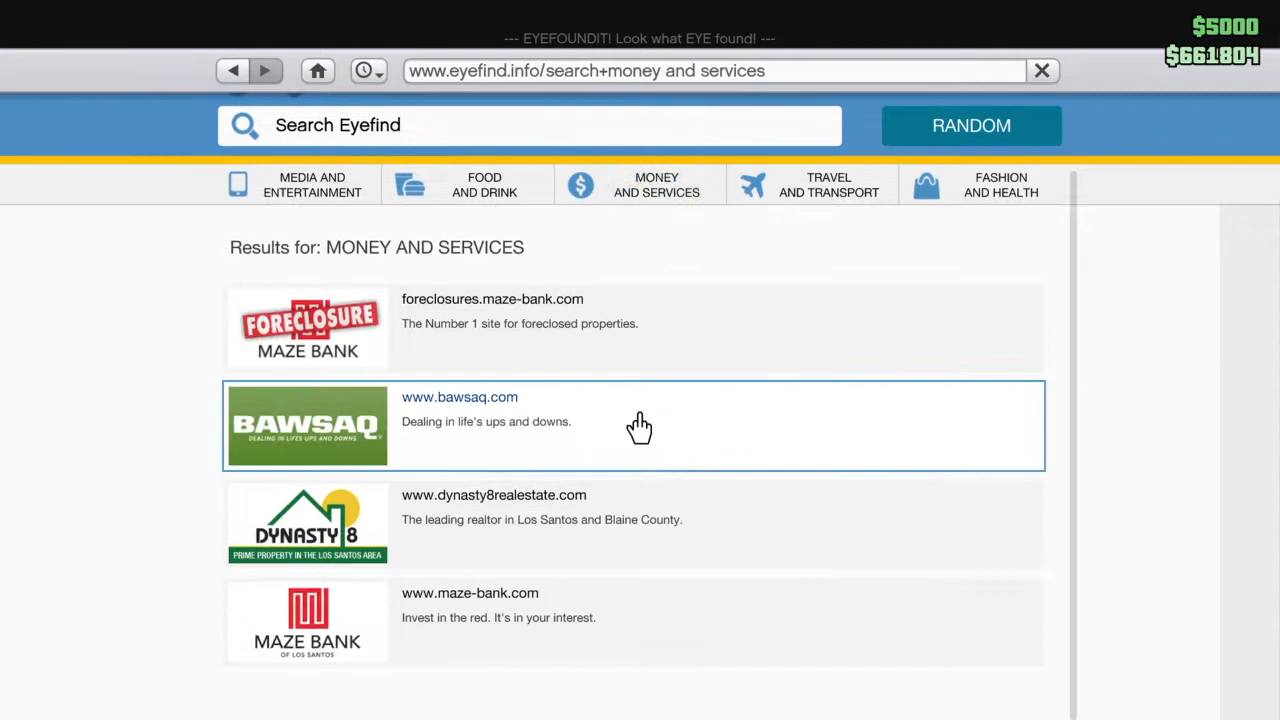 $5000
--- EYEFOUNDIT! Look what EYE found! ---
$661804
www.eyefind.info/search+money and services
Search Eyefind
RANDOM
MEDIA AND
ENTERTAINMENT
FOOD
AND DRINK
MONEY
AND SERVICES
TRAVEL
AND TRANSPORT
FASHION
AND HEALTH
Results for: MONEY AND SERVICES
FORECLOSURE
MAZE BANK
foreclosures.maze-bank.com
The Number 1 site for foreclosed properties.
BAWSAQ
DEALING IN LIFES UPS AND DOWNS
www.bawsaq.com
Dealing in life's ups and downs.
DYNASTY 8
PRIME PROPERTY IN THE LOS SANTOS AREA
www.dynasty8realestate.com
The leading realtor in Los Santos and Blaine County.
MAZE BANK
OF LOS SANTOS
www.maze-bank.com
Invest in the red. It's in your interest.